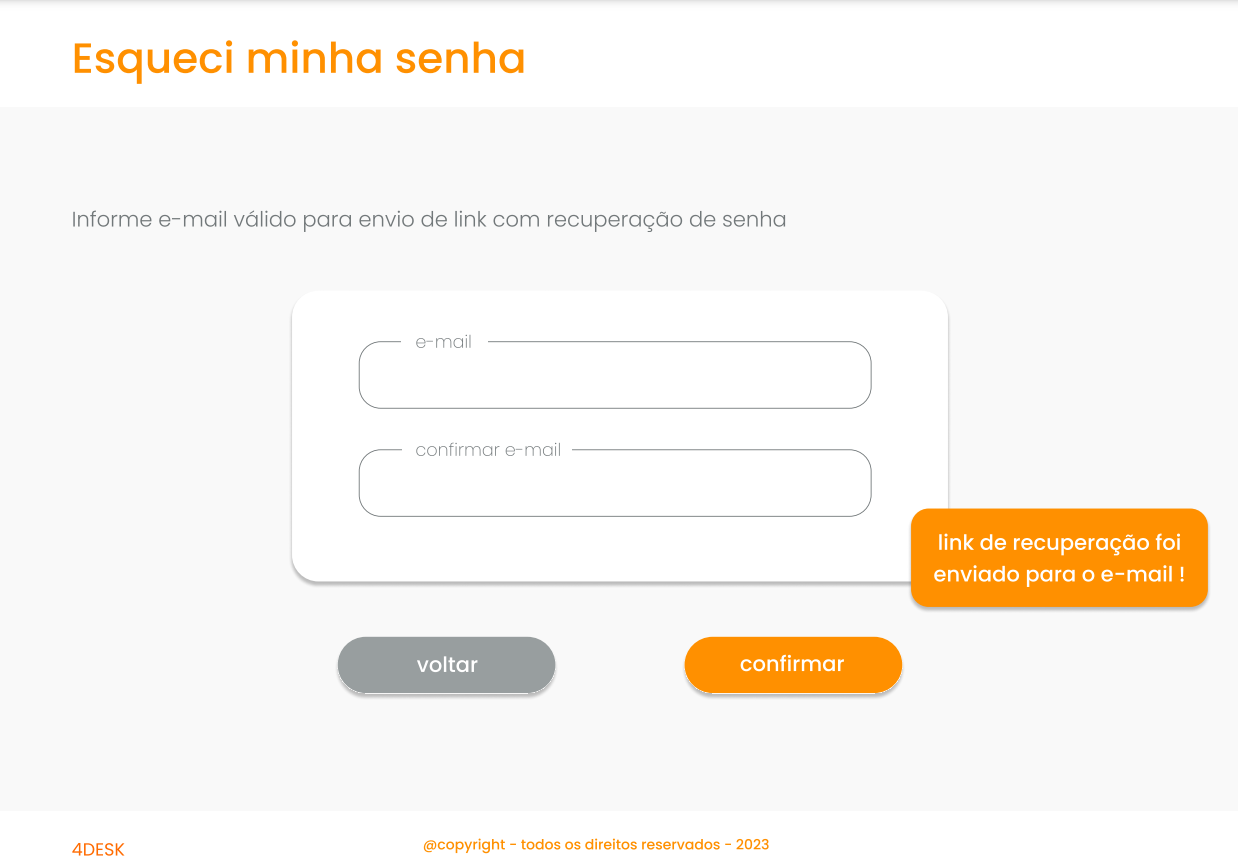 Esqueci minha senha
Informe e-mail válido para envio de link com recuperação de senha
e-mail
confirmar e-mail
link de recuperação foi
enviado para o e-mail !
voltar
confirmar
4DESK
@copyright - todos os direitos reservados - 2023